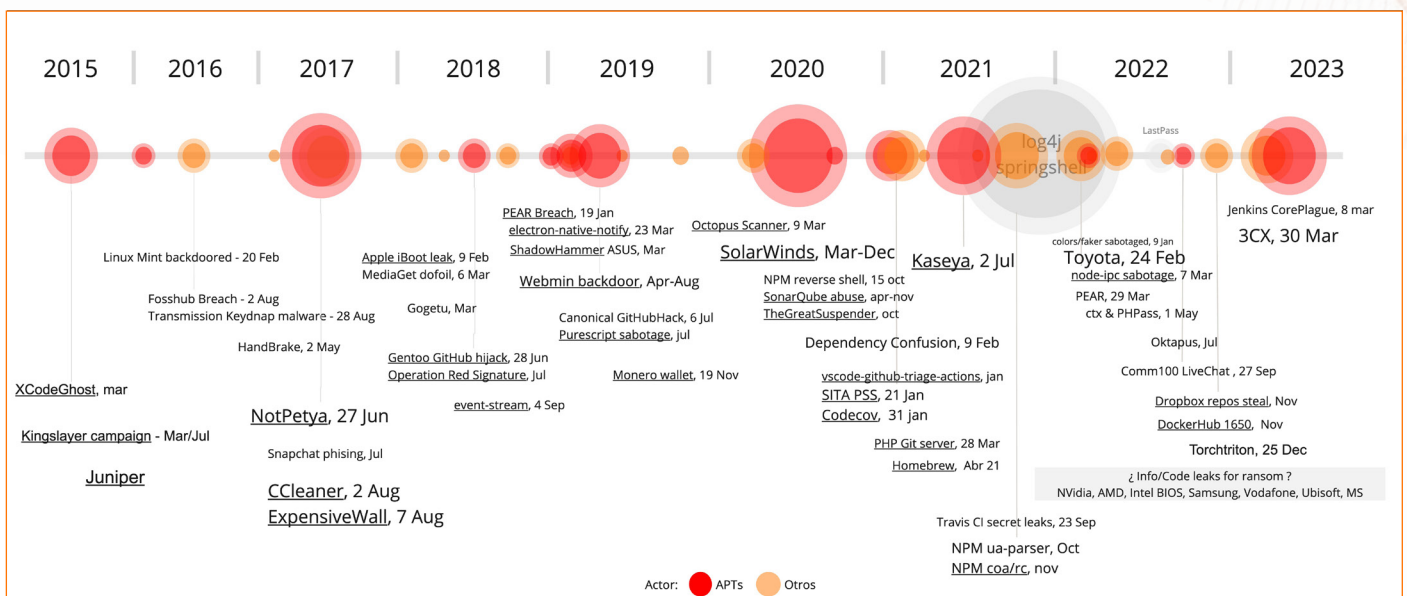 2015
2016
2017
2018
2019
2020
2021
2022
2023
log4j
springshell
LastPass
XCodeGhost, mar
Kingslayer campaign - Mar/Jul
Juniper
Linux Mint backdoored - 20 Feb
Fosshub Breach - 2 Aug
Transmission Keydnap malware - 28 Aug
HandBrake, 2 May
NotPetya, 27 Jun
Snapchat phising, Jul
CCleaner, 2 Aug
ExpensiveWall, 7 Aug
Apple iBoot leak, 9 Feb
MediaGet dofoil, 6 Mar
Gogetu, Mar
Gentoo GitHub hijack, 28 Jun
Operation Red Signature, Jul
event-stream, 4 Sep
PEAR Breach, 19 Jan
electron-native-notify, 23 Mar
ShadowHammer ASUS, Mar
Webmin backdoor, Apr-Aug
Canonical GitHubHack, 6 Jul
Purescript sabotage, jul
Monero wallet, 19 Nov
Octopus Scanner, 9 Mar
SolarWinds, Mar-Dec
NPM reverse shell, 15 oct
SonarQube abuse, apr-nov
TheGreatSuspender, oct
Dependency Confusion, 9 Feb
vscode-github-triage-actions, jan
SITA PSS, 21 Jan
Codecov, 31 jan
PHP Git server, 28 Mar
Homebrew, Abr 21
Kaseya, 2 Jul
Travis CI secret leaks, 23 Sep
NPM ua-parser, Oct
NPM coa/rc, nov
colors/faker sabotaged, 9 Jan
Toyota, 24 Feb
node-ipc sabotage, 7 Mar
PEAR, 29 Mar
ctx & PHPass, 1 May
Oktapus, Jul
Comm100 LiveChat , 27 Sep
Dropbox repos steal, Nov
DockerHub 1650, Nov
Torchtriton, 25 Dec
¿ Info/Code leaks for ransom ?
NVidia, AMD, Intel BIOS, Samsung, Vodafone, Ubisoft, MS
Jenkins CorePlague, 8 mar
3CX, 30 Mar
Actor: APTs Otros